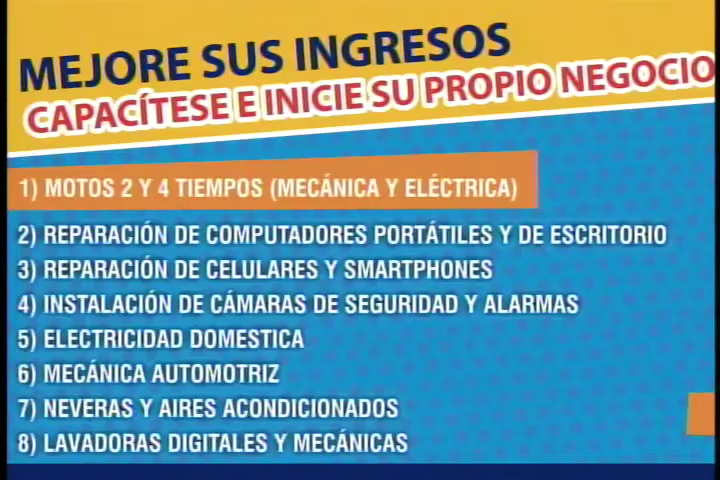 MEJORE SUS INGRESOS
CAPACÍTESE E INICIE SU PROPIO NEGOCIO
1) MOTOS 2 Y 4 TIEMPOS (MECÁNICA Y ELÉCTRICA)
2) REPARACIÓN DE COMPUTADORES PORTÁTILES Y DE ESCRITORIO
3) REPARACIÓN DE CELULARES Y SMARTPHONES
4) INSTALACIÓN DE CÁMARAS DE SEGURIDAD Y ALARMAS
5) ELECTRICIDAD DOMESTICA
6) MECÁNICA AUTOMOTRIZ
7) NEVERAS Y AIRES ACONDICIONADOS
8) LAVADORAS DIGITALES Y MECÁNICAS